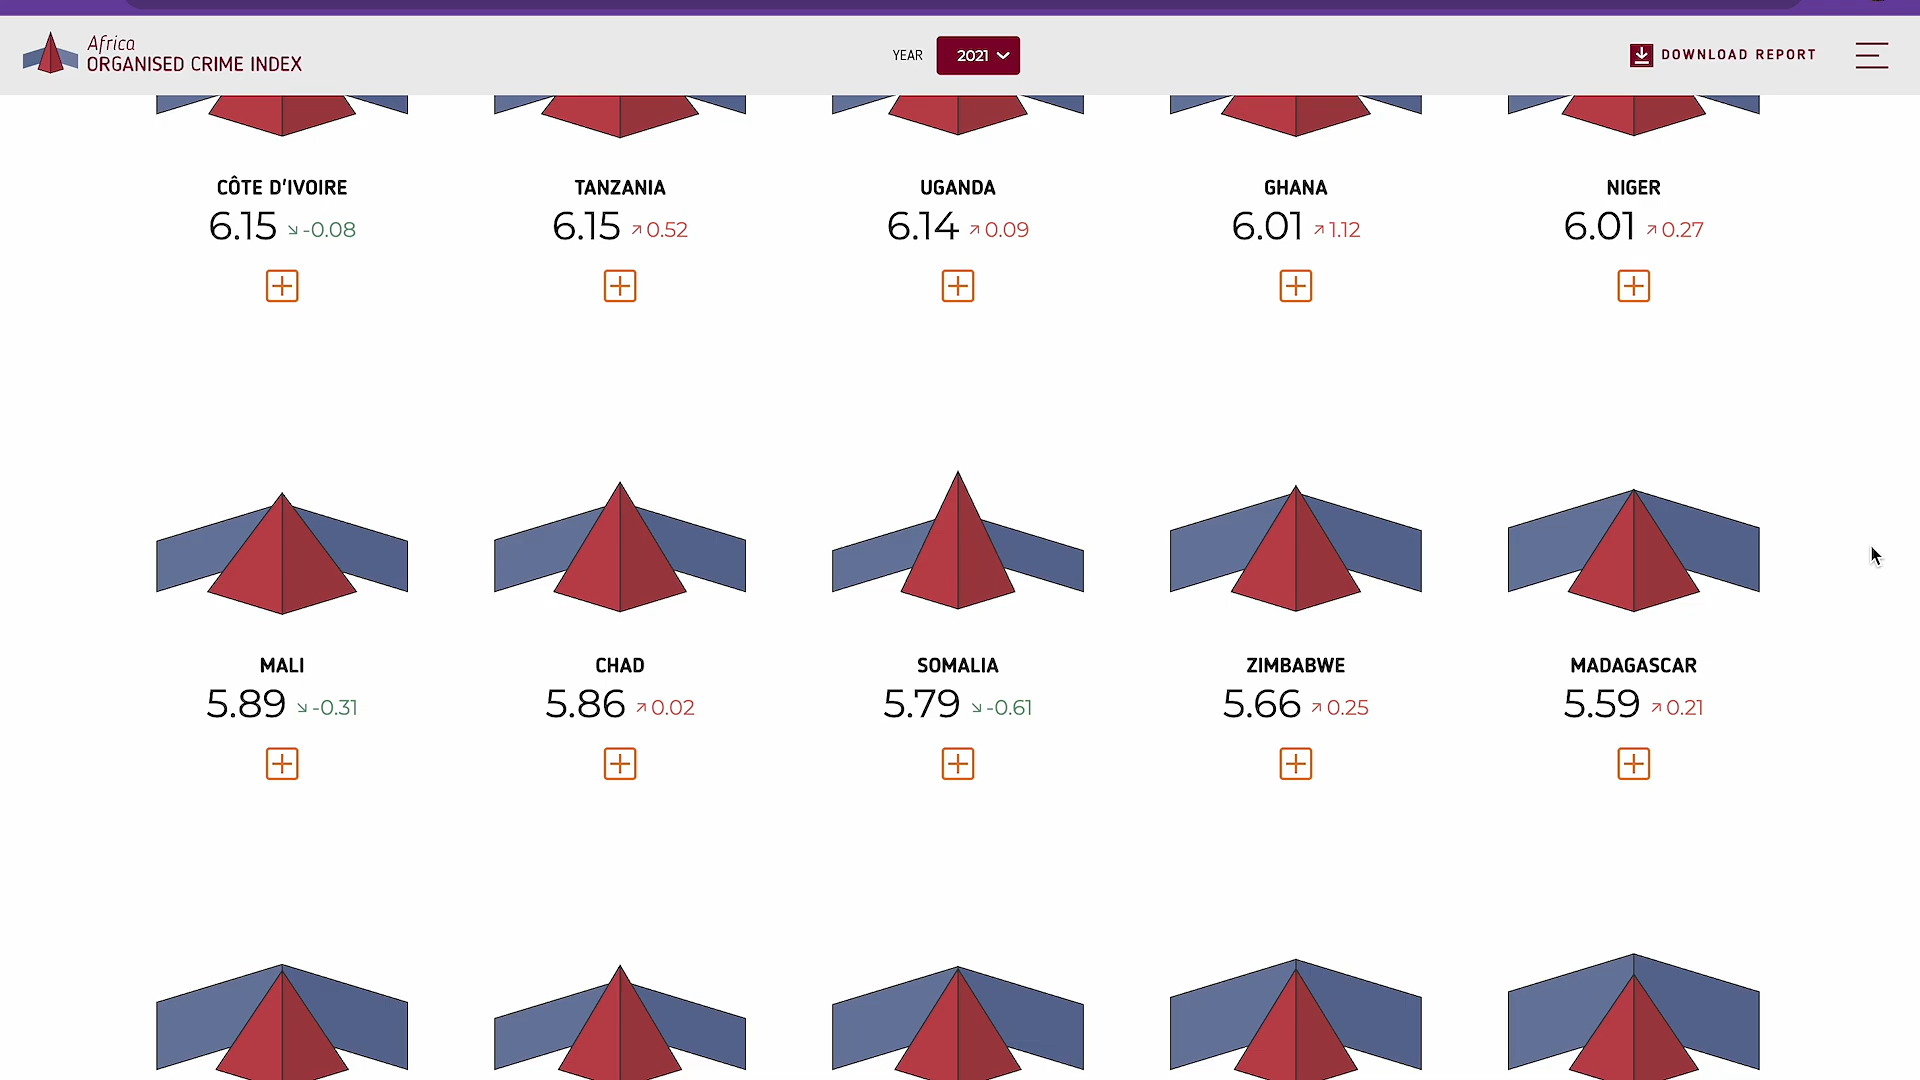 Africa
ORGANISED CRIME INDEX
YEAR
2021
DOWNLOAD REPORT
CÔTE D'IVOIRE
6.15 -0.08
TANZANIA
6.15 0.52
UGANDA
6.14 0.09
GHANA
6.01 1.12
NIGER
6.01 0.27
MALI
5.89 -0.31
CHAD
5.86 0.02
SOMALIA
5.79 -0.61
ZIMBABWE
5.66 0.25
MADAGASCAR
5.59 0.21